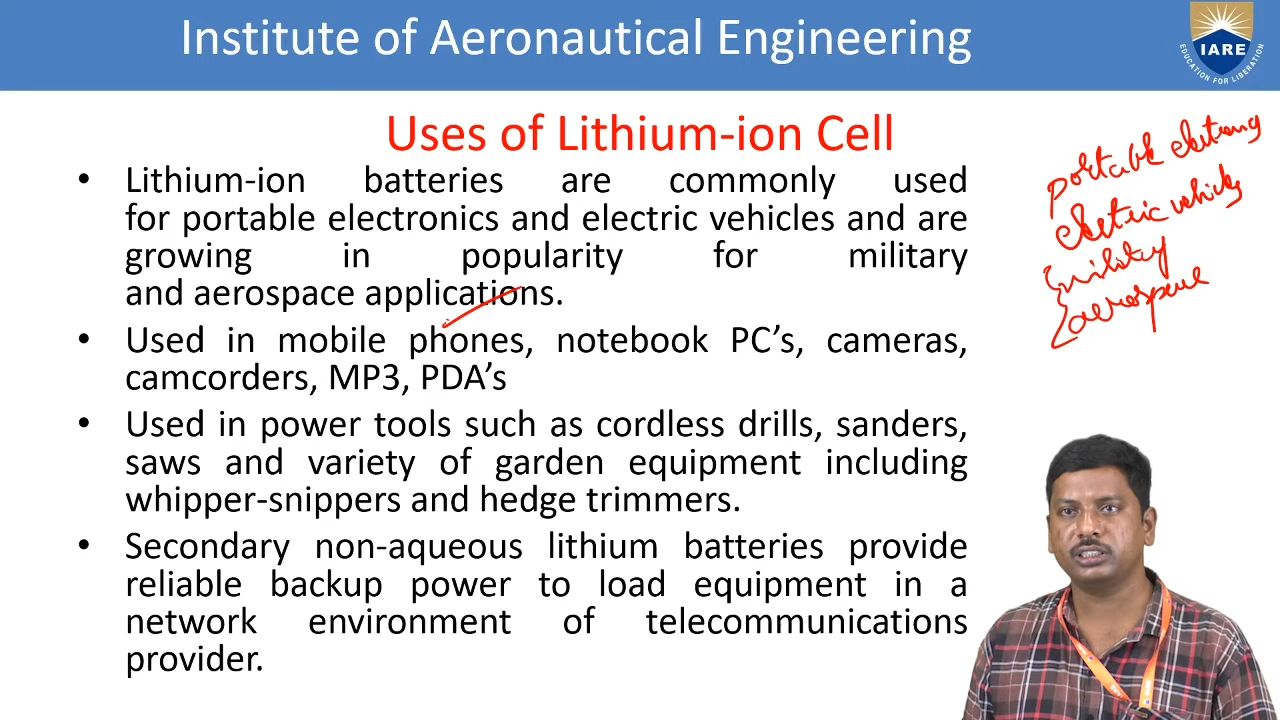 Institute of Aeronautical Engineering
IARE
EDUCATION FOR LIBERATION
Uses of Lithium-ion Cell
• Lithium-ion batteries are commonly used
for portable electronics and electric vehicles and are
growing in popularity for military
and aerospace applications.
• Used in mobile phones, notebook PC’s, cameras,
camcorders, MP3, PDA’s
• Used in power tools such as cordless drills, sanders,
saws and variety of garden equipment including
whipper-snippers and hedge trimmers.
• Secondary non-aqueous lithium batteries provide
reliable backup power to load equipment in a
network environment of telecommunications
provider.
portable
electric vehicles
military
aerospace